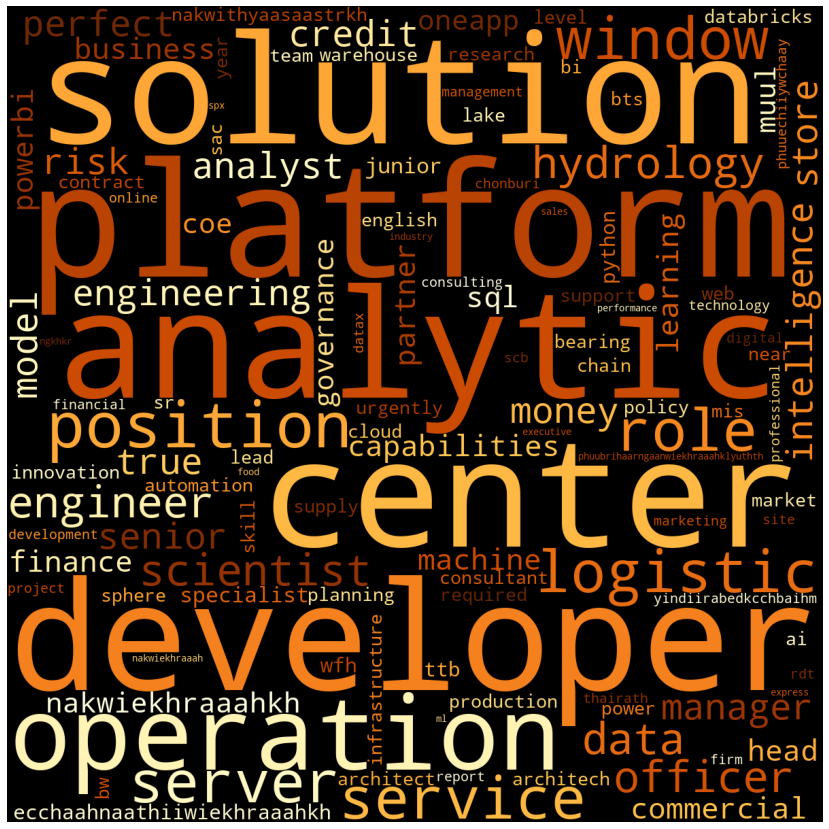 perfect
nakwithyaasaastrkh
oneapp
level
databricks
business
credit
window
year
team
warehouse
research
bi
solution
spx
management
bts
muul
phuuechiiywchaay
powerbi
sac
lake
risk
analyst
junior
hydrology
store
contract
online
chonburi
coe
english
sales
python
platform
industry
engineering
governance
partner
consulting
sql
learning
support
web
intelligence
model
performance
technology
analytic
ngkhkr
datax
bearing
digital
scb
chain
near
financial
sr
urgently
money
policy
mis
professional
position
cloud
executive
role
true
lead
capabilities
innovation
food
phuubrihaarngaanwiekhraaahklyuthth
automation
center
engineer
skill
supply
market
development
senior
marketing
site
finance
scientist
machine
logistic
project
consultant
sphere
specialist
planning
required
yindiirabedkcchbaihm
developer
ai
infrastructure
nakwiekhraaah
wfh
ttb
rdt
nakwiekhraaahkh
production
thairath
express
operation
power
manager
ml
data
bw
server
architect
report
architech
firm
head
officer
service
ecchaahnaathiiwiekhraaahkh
commercial